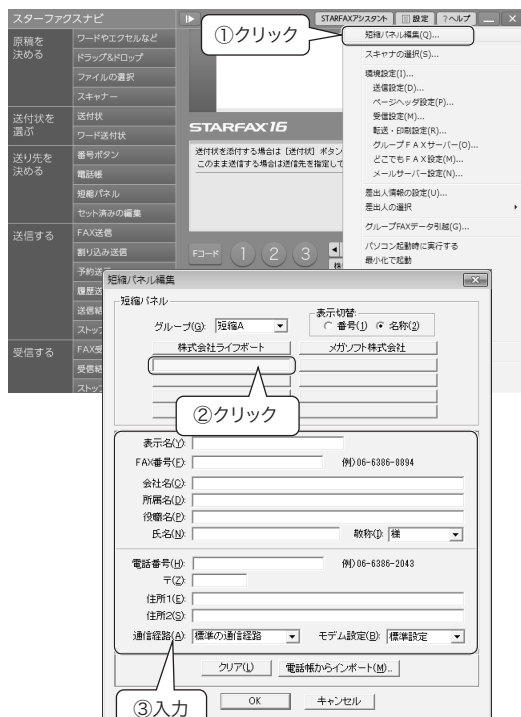 スターファクスナビ
STARFAXアシスタント 設定 ?ヘルプ
①クリック
原稿を
決める
ワードやエクセルなど
ドラッグ&ドロップ
ファイルの選択
スキャナー
送付状を
選ぶ
送付状
ワード送付状
送り先を
決める
番号ボタン
電話帳
短縮パネル
セット済みの編集
送信する
FAX送信
割り込み送信
予約送
履歴送
送信結
ストップ
受信する
FAX受
受信結
ストップ
STARFAX 16
送付状を添付する場合は [送付状] ボタン
このまま送信する場合は送信先を指定して
Fコード 1 2 3
短縮パネル編集(Q)...
スキャナの選択(S)...
環境設定(I)...
送信設定(D)...
ページヘッダ設定(P)...
受信設定(M)...
転送・印刷設定(R)...
グループFAXサーバー(O)...
どこでもFAX設定(M)...
メールサーバー設定(N)...
差出人情報の設定(U)...
差出人の選択
グループFAXデータ引越(G)...
パソコン起動時に実行する
最小化で起動
短縮パネル編集
短縮パネル
グループ(G): 短縮A
表示切替
番号(1) 名称(2)
株式会社ライフボート メガソフト株式会社
②クリック
表示名(Y):
FAX番号(F): 例)06-6386-8894
会社名(C):
所属名(D):
役職名(P):
氏名(N): 敬称(I): 様
電話番号(H): 例)06-6386-2043
〒(Z):
住所1(E):
住所2(S):
通信経路(A): 標準の通信経路 モデム設定(B): 標準設定
クリア(L) 電話帳からインポート(M)...
③入力
OK キャンセル